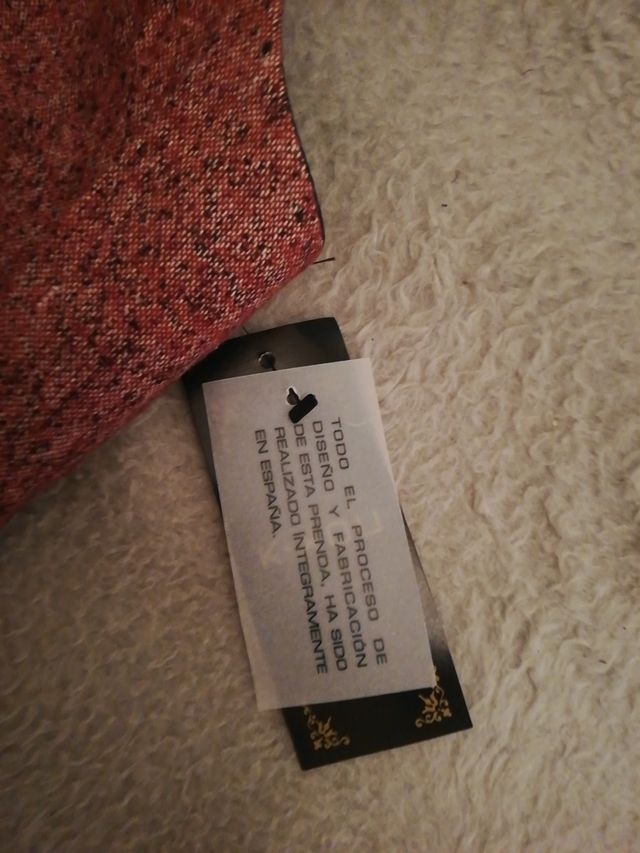 TODO EL PROCESO DE
DISEÑO Y FABRICACIÓN
DE ESTA PRENDA, HA SIDO
REALIZADO ÍNTEGRAMENTE
EN ESPAÑA.